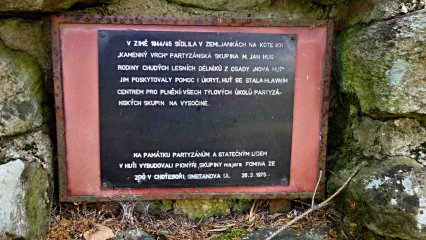 V ZIMĚ 1944/45 SÍDLILA V ZEMLJANKÁCH NA KÓTĚ 601
„KAMENNÝ VRCH" PARTYZÁNSKÁ SKUPINA M. JAN HUS
RODINY CHUDÝCH LESNÍCH DĚLNÍKŮ Z OSADY „NOVÁ HUŤ"
JIM POSKYTOVALY POMOC I ÚKRYT. HUŤ SE STALA HLAVNÍM
CENTREM PRO PLNĚNÍ VŠECH TÝLOVÝCH ÚKOLŮ PARTYZÁ-
NSKÝCH SKUPIN NA VYSOČINĚ.
NA PAMÁTKU PARTYZÁNŮM A STATEČNÝM LIDEM
V HUTI VYBUDOVALI PIONÝŘI, SKUPINY majora FOMINA ZE
ZDŠ V CHOTĚBOŘI, SMETANOVA UL. 26.3.1975